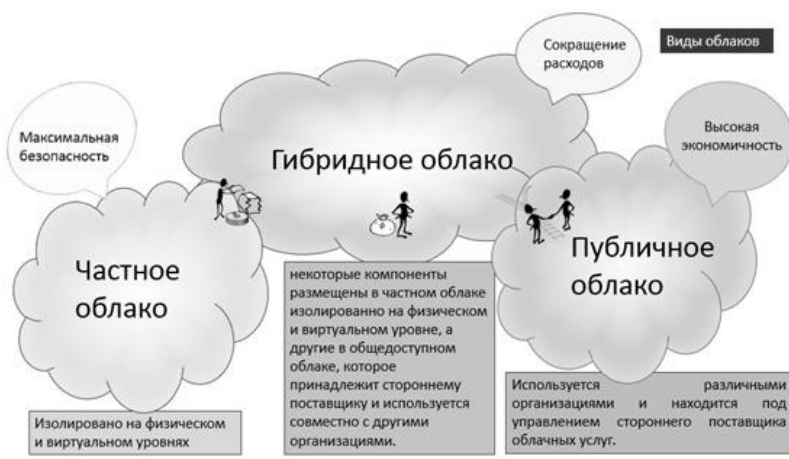 Виды облаков
Сокращение
расходов
Максимальная
безопасность
Высокая
экономичность
Гибридное облако
Частное
облако
Публичное
облако
некоторые компоненты
размещены в частном облаке
изолированно на физическом
и виртуальном уровне, а
другие в общедоступном
облаке, которое
принадлежит стороннему
поставщику и используется
совместно с другими
организациями.
Изолировано на физическом
и виртуальном уровнях
Используется различными
организациями и находится под
управлением стороннего поставщика
облачных услуг.